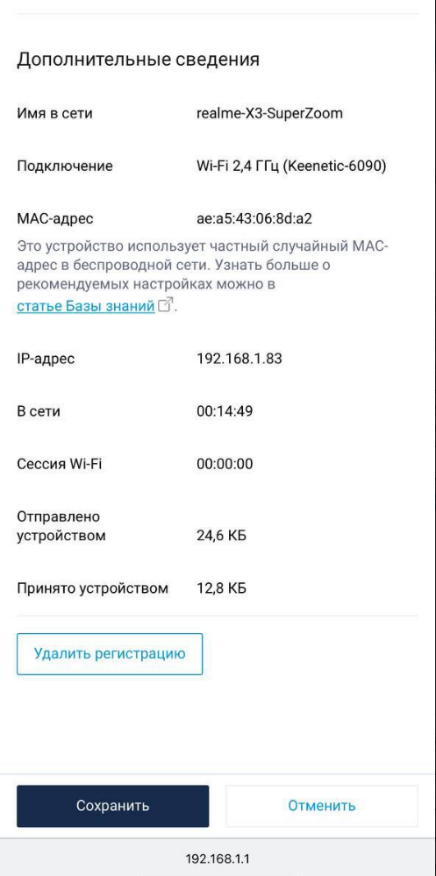 Дополнительные сведения
Имя в сети realme-X3-SuperZoom
Подключение Wi-Fi 2,4 ГГц (Keenetic-6090)
MAC-адрес ae:a5:43:06:8d:a2
Это устройство использует частный случайный MAC-
адрес в беспроводной сети. Узнать больше о
рекомендуемых настройках можно в
статье Базы знаний.
IP-адрес 192.168.1.83
В сети 00:14:49
Сессия Wi-Fi 00:00:00
Отправлено
устройством 24,6 КБ
Принято устройством 12,8 КБ
Удалить регистрацию
Сохранить Отменить
192.168.1.1